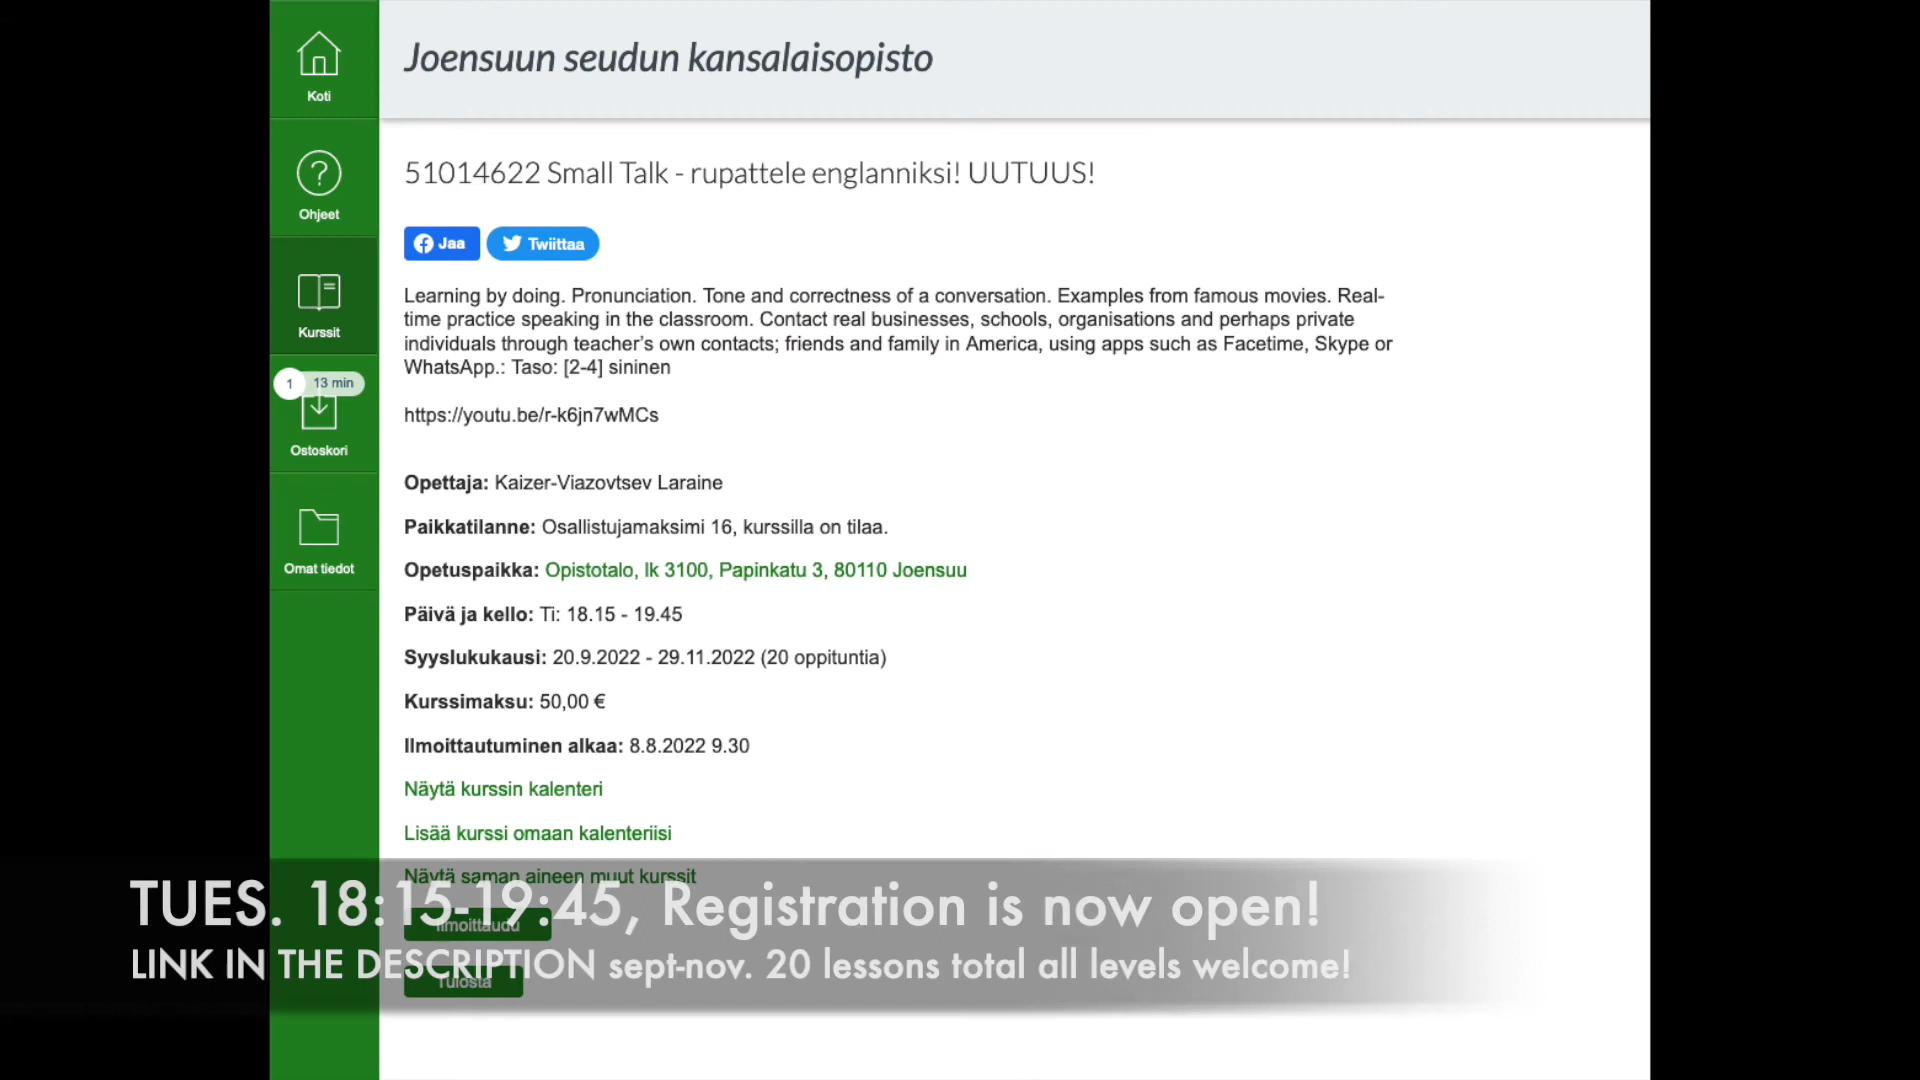 Joensuun seudun kansalaisopisto
Koti
Ohjeet
Kurssit
1 13 min
Ostoskori
Omat tiedot
51014622 Small Talk - rupattele englanniksi! UUTUUS!
Jaa Twiittaa
Learning by doing. Pronunciation. Tone and correctness of a conversation. Examples from famous movies. Real-
time practice speaking in the classroom. Contact real businesses, schools, organisations and perhaps private
individuals through teacher's own contacts; friends and family in America, using apps such as Facetime, Skype or
WhatsApp.: Taso: [2-4] sininen
https://youtu.be/r-k6jn7wMCs
Opettaja: Kaizer-Viazovtsev Laraine
Paikkatilanne: Osallistujamaksimi 16, kurssilla on tilaa.
Opetuspaikka: Opistotalo, lk 3100, Papinkatu 3, 80110 Joensuu
Päivä ja kello: Ti: 18.15 - 19.45
Syyslukukausi: 20.9.2022 - 29.11.2022 (20 oppituntia)
Kurssimaksu: 50,00 €
Ilmoittautuminen alkaa: 8.8.2022 9.30
Näytä kurssin kalenteri
Lisää kurssi omaan kalenteriisi
Näytä saman aineen muut kurssit
TUES. 18:15-19:45, Registration is now open!
Ilmoittaudu
LINK IN THE DESCRIPTION sept-nov. 20 lessons total all levels welcome!
Tulosta